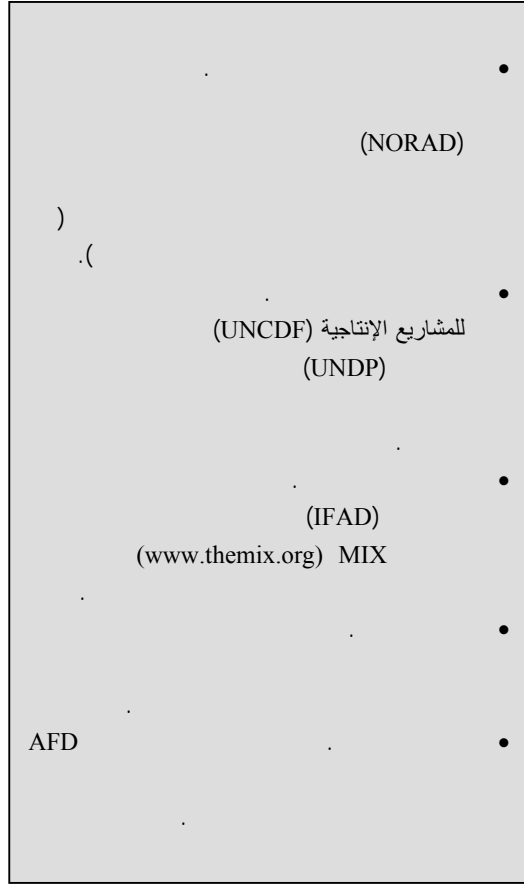 • .
(NORAD)
(
).
• .
للمشاريع الإنتاجية (UNCDF)
(UNDP)
.
• .
(IFAD)
MIX (www.themix.org)
.
• .
.
• . AFD
.